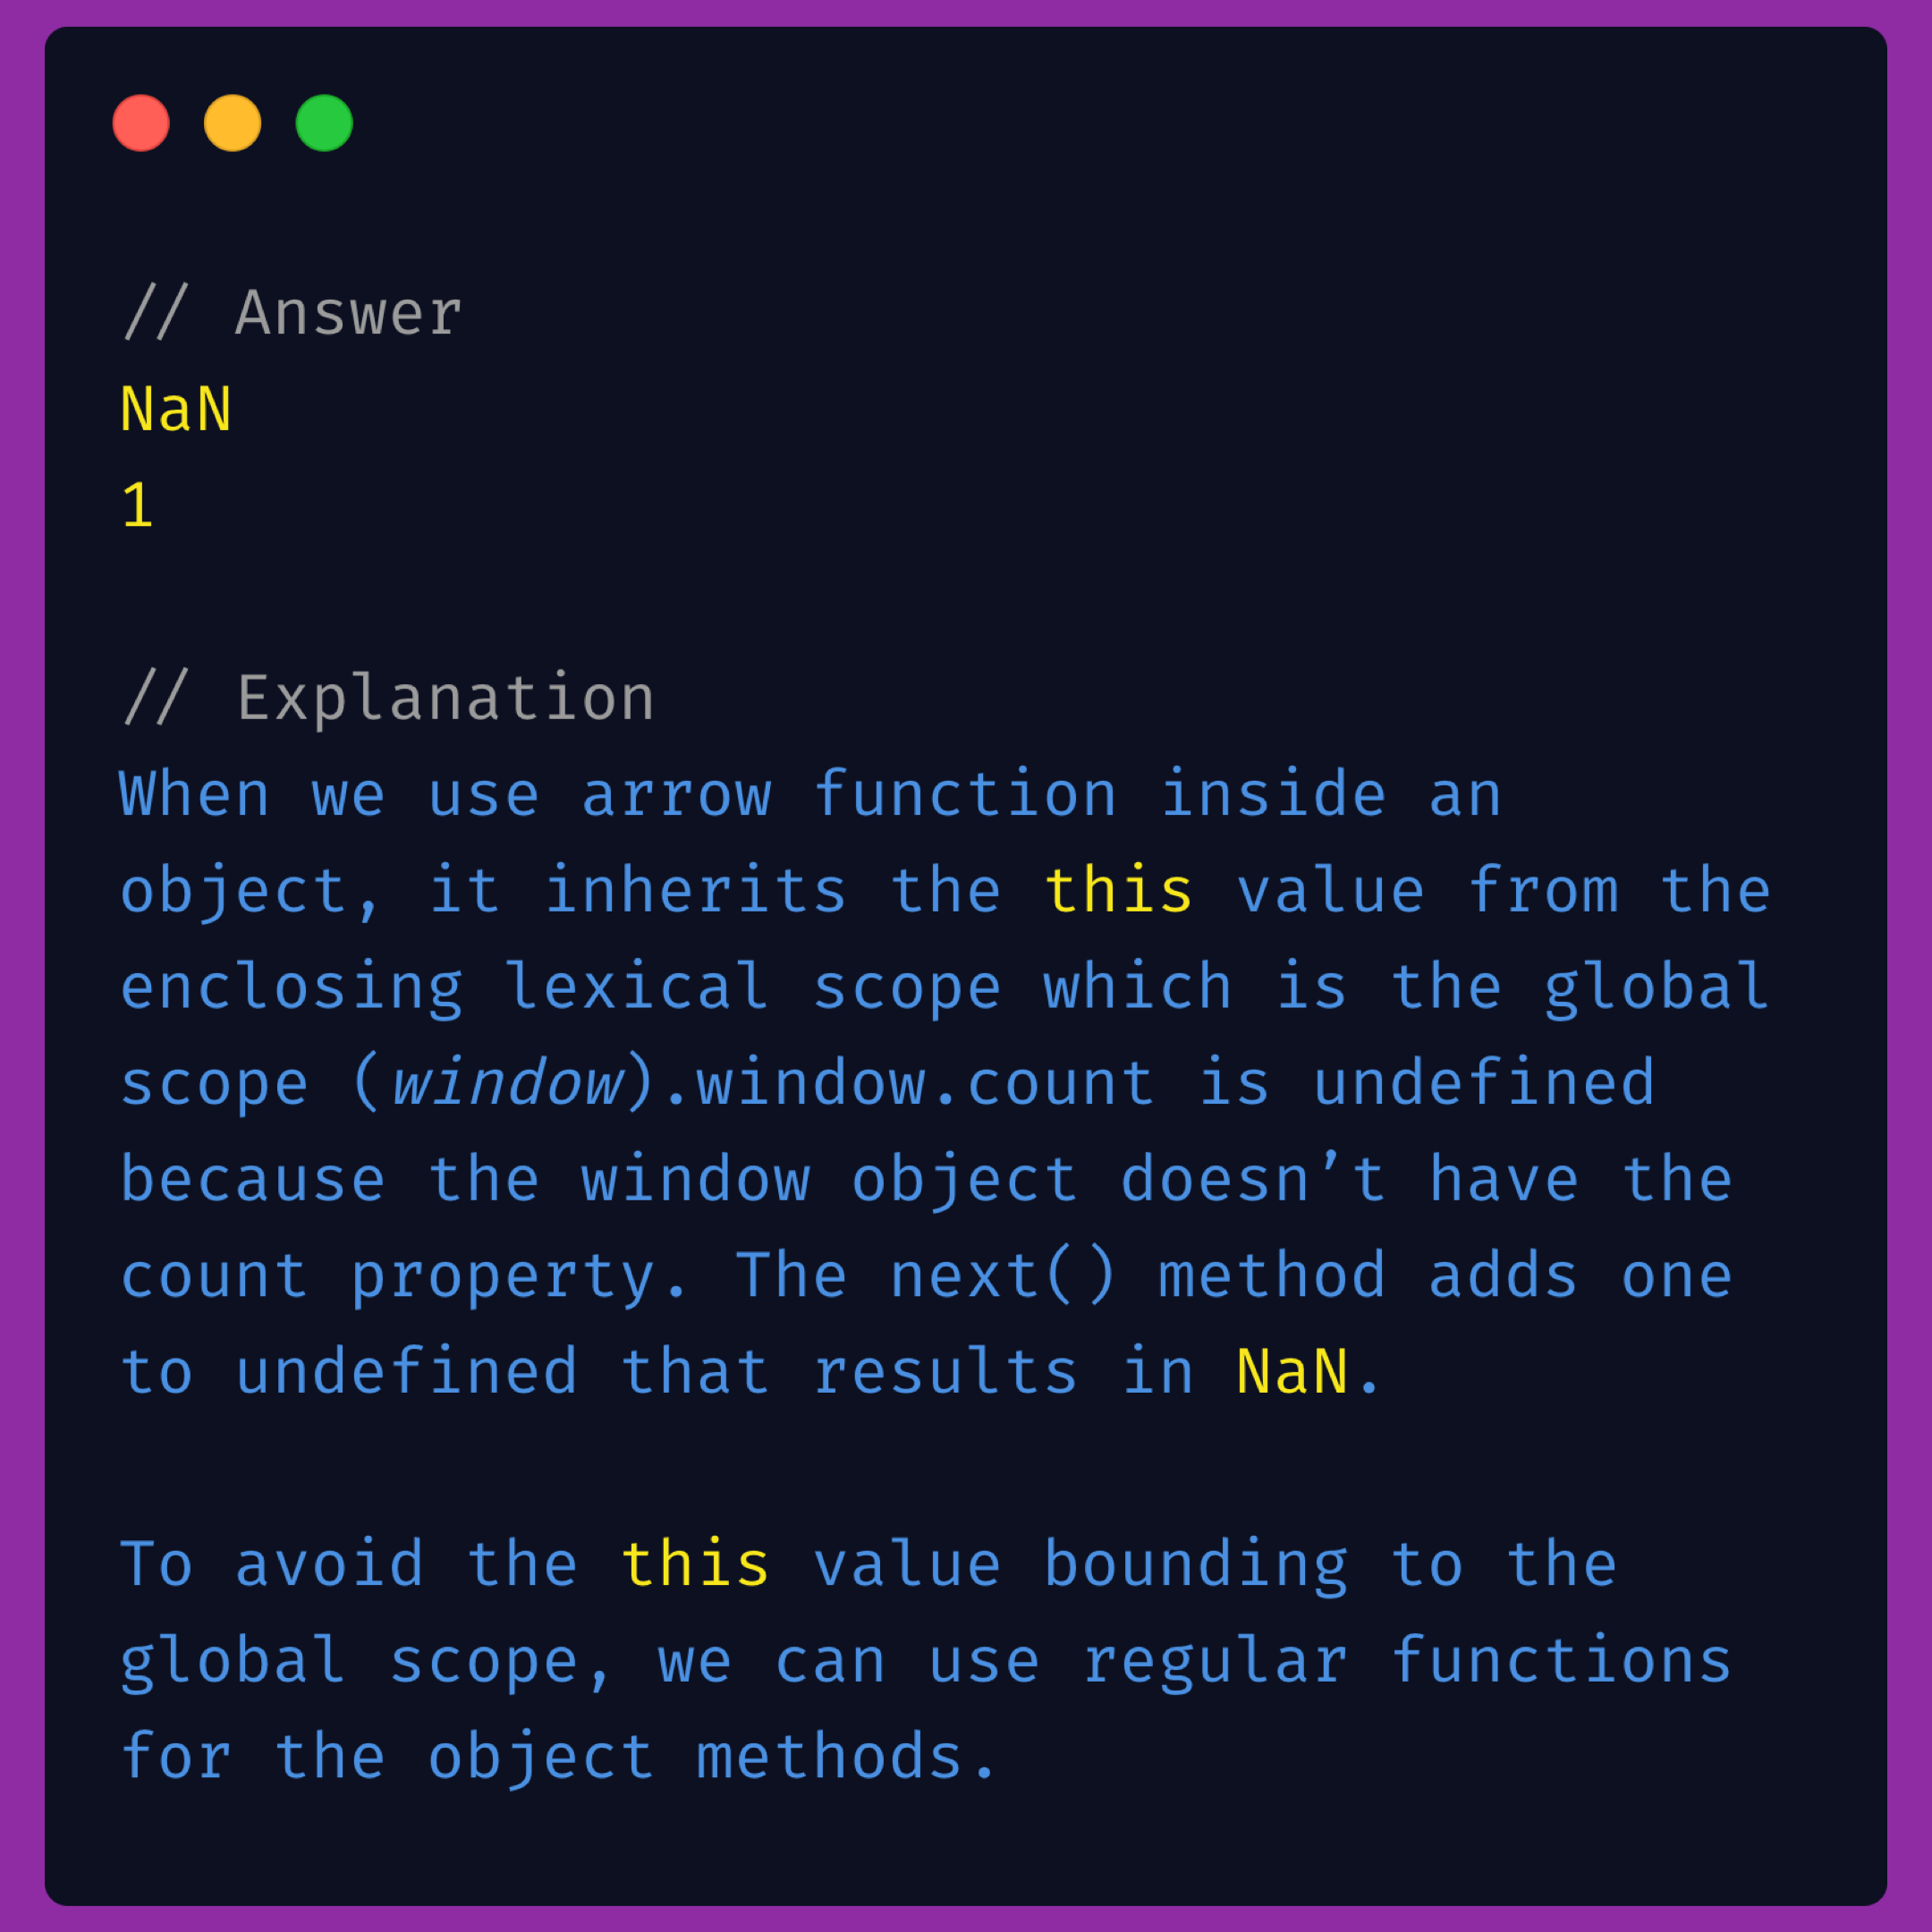 // Answer
NaN
1
// Explanation
When we use arrow function inside an
object, it inherits the this value from the
enclosing lexical scope which is the global
scope (window).window.count is undefined
because the window object doesn’t have the
count property. The next() method adds one
to undefined that results in NaN.
To avoid the this value bounding to the
global scope, we can use regular functions
for the object methods.